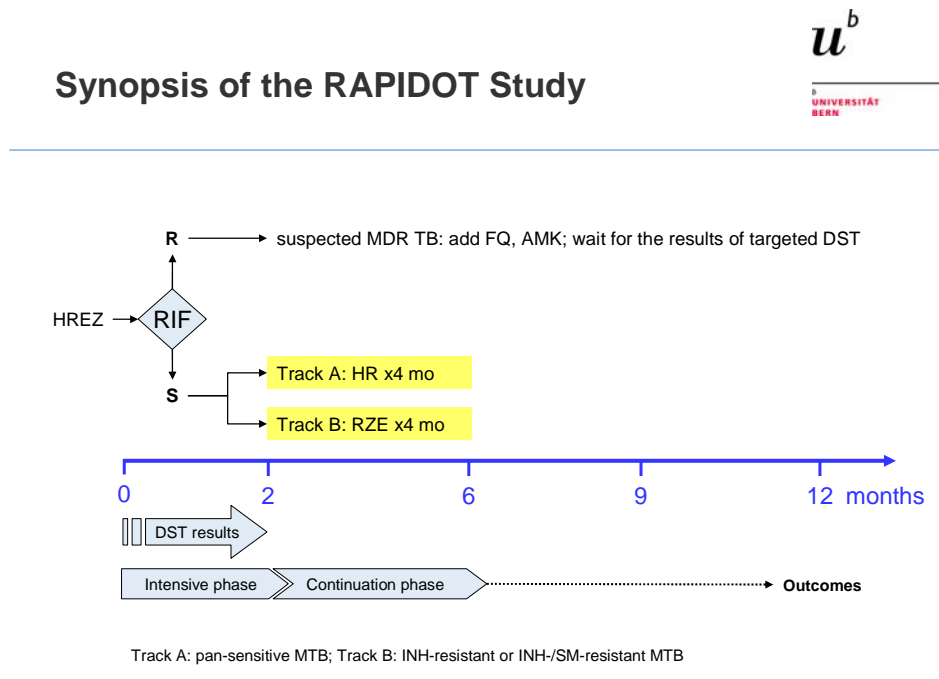 u^b
Synopsis of the RAPIDOT Study
b
UNIVERSITÄT
BERN
R
suspected MDR TB: add FQ, AMK; wait for the results of targeted DST
HREZ
RIF
S
Track A: HR x4 mo
Track B: RZE x4 mo
0 2 6 9 12 months
DST results
Intensive phase Continuation phase Outcomes
Track A: pan-sensitive MTB; Track B: INH-resistant or INH-/SM-resistant MTB